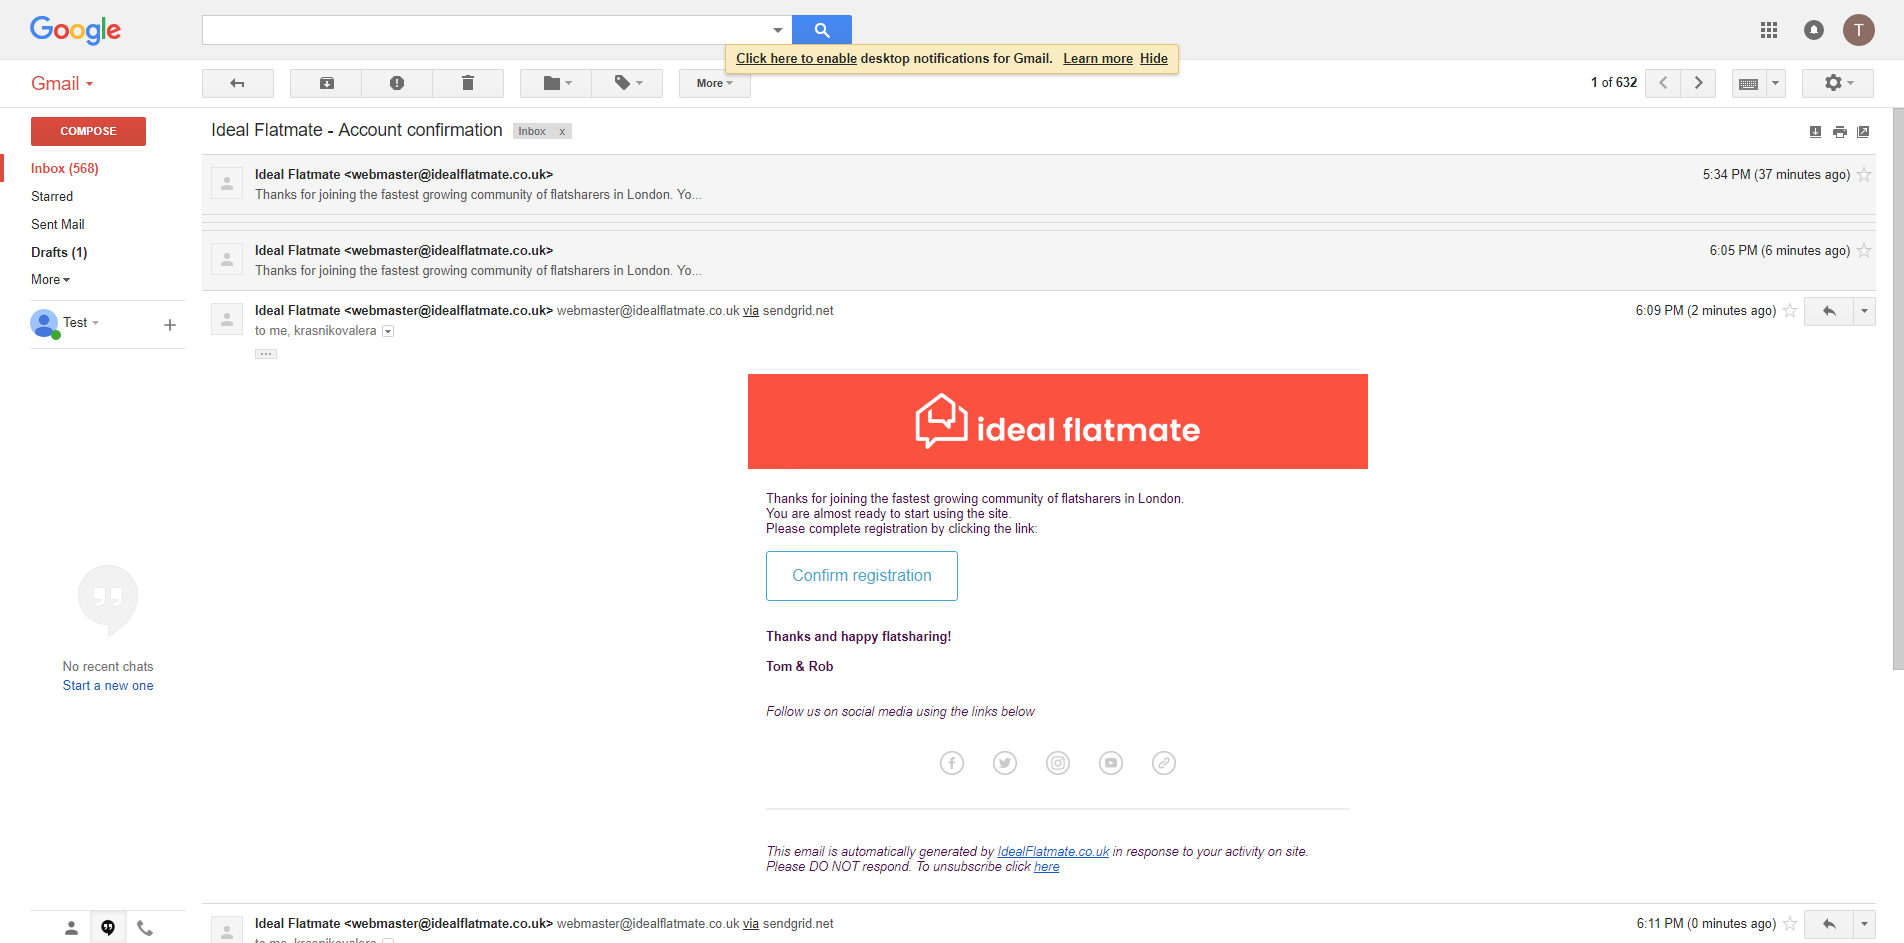 Google
Click here to enable desktop notifications for Gmail. Learn more Hide
T
Gmail
More
1 of 632
COMPOSE
Inbox (568)
Starred
Sent Mail
Drafts (1)
More
Test
No recent chats
Start a new one
Ideal Flatmate - Account confirmation Inbox x
Ideal Flatmate <webmaster@idealflatmate.co.uk> 5:34 PM (37 minutes ago)
Thanks for joining the fastest growing community of flatsharers in London. Yo...
Ideal Flatmate <webmaster@idealflatmate.co.uk> 6:05 PM (6 minutes ago)
Thanks for joining the fastest growing community of flatsharers in London. Yo...
Ideal Flatmate <webmaster@idealflatmate.co.uk> webmaster@idealflatmate.co.uk via sendgrid.net 6:09 PM (2 minutes ago)
to me, krasnikovalera
ideal flatmate
Thanks for joining the fastest growing community of flatsharers in London.
You are almost ready to start using the site.
Please complete registration by clicking the link:
Confirm registration
Thanks and happy flatsharing!
Tom & Rob
Follow us on social media using the links below
This email is automatically generated by IdealFlatmate.co.uk in response to your activity on site.
Please DO NOT respond. To unsubscribe click here
Ideal Flatmate <webmaster@idealflatmate.co.uk> webmaster@idealflatmate.co.uk via sendgrid.net 6:11 PM (0 minutes ago)
to me, krasnikovalera